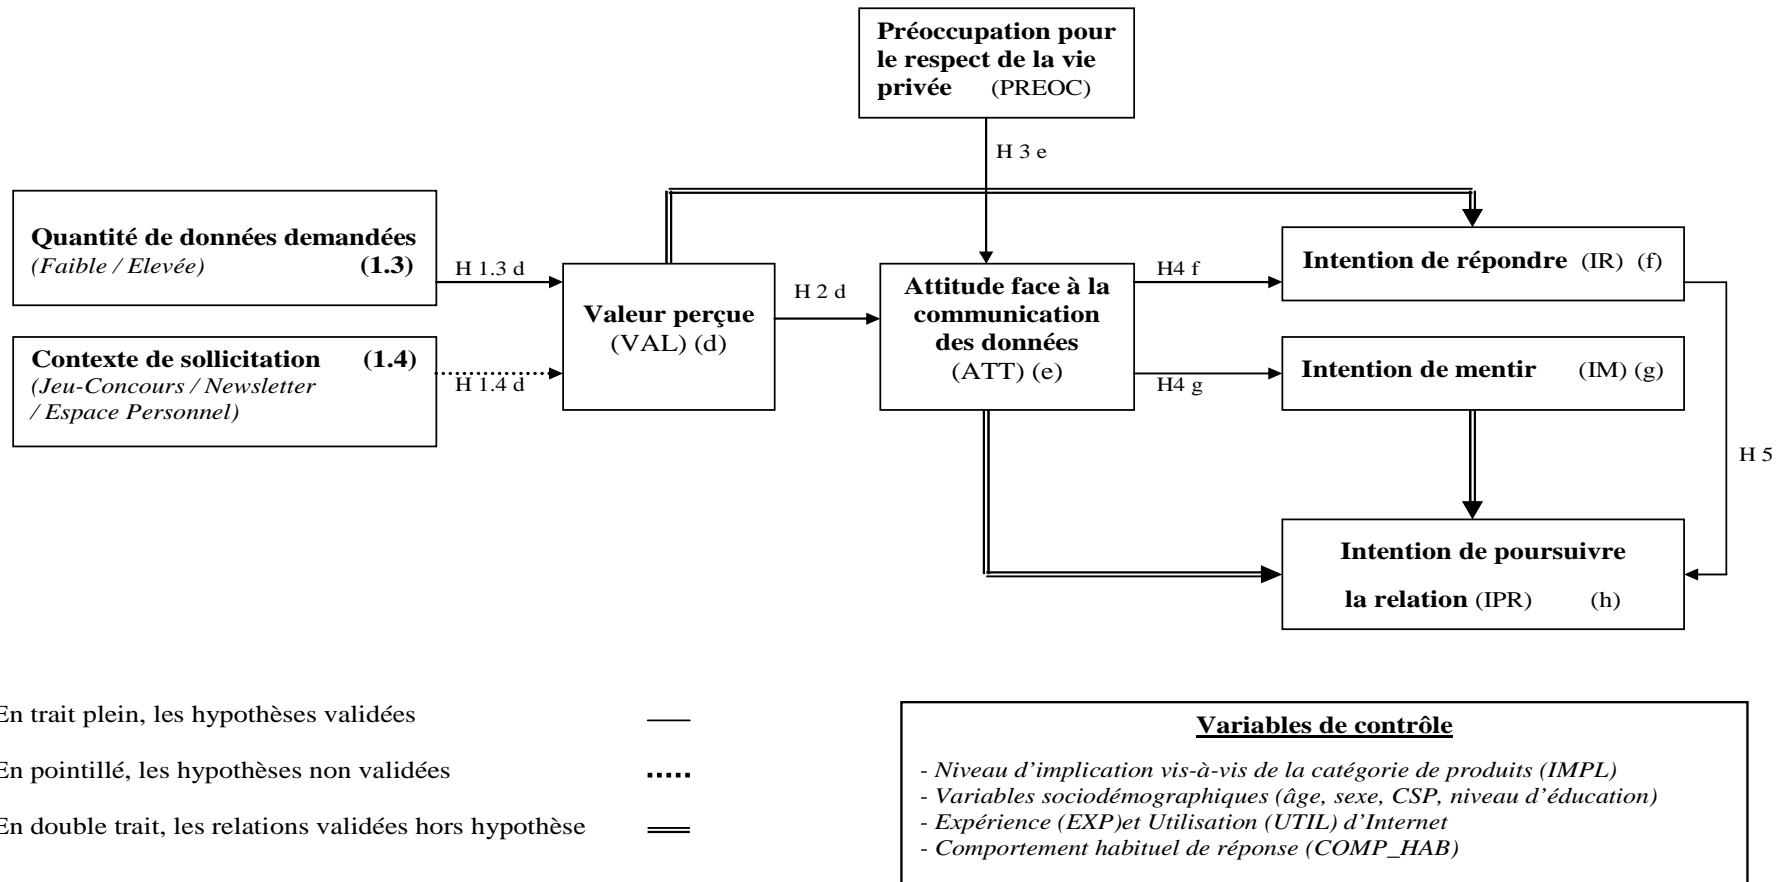 Préoccupation pour
le respect de la vie
privée (PREOC)
H 3 e
Quantité de données demandées
(Faible / Elevée) (1.3)
H 1.3 d
Contexte de sollicitation (1.4)
(Jeu-Concours / Newsletter
/ Espace Personnel)
H 1.4 d
Valeur perçue
(VAL) (d)
H 2 d
Attitude face à la
communication
des données
(ATT) (e)
H4 f
H4 g
Intention de répondre (IR) (f)
Intention de mentir (IM) (g)
H 5
Intention de poursuivre
la relation (IPR) (h)
En trait plein, les hypothèses validées
En pointillé, les hypothèses non validées
En double trait, les relations validées hors hypothèse
Variables de contrôle
- Niveau d'implication vis-à-vis de la catégorie de produits (IMPL)
- Variables sociodémographiques (âge, sexe, CSP, niveau d'éducation)
- Expérience (EXP)et Utilisation (UTIL) d'Internet
- Comportement habituel de réponse (COMP_HAB)